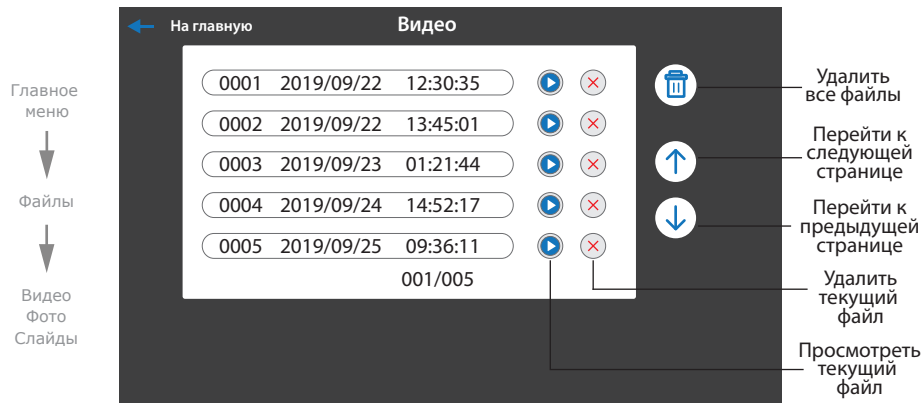 На главную
Видео
0001 2019/09/22 12:30:35
0002 2019/09/22 13:45:01
0003 2019/09/23 01:21:44
0004 2019/09/24 14:52:17
0005 2019/09/25 09:36:11
001/005
Главное
меню
Файлы
Видео
Фото
Слайды
Удалить
все файлы
Перейти к
следующей
странице
Перейти к
предыдущей
странице
Удалить
текущий
файл
Просмотреть
текущий
файл